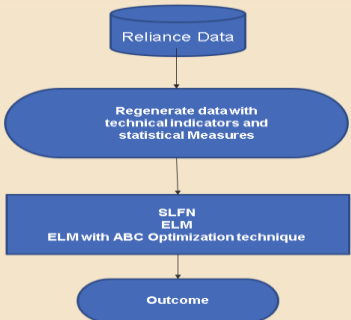 Reliance Data
Regenerate data with
technical indicators and
statistical Measures
SLFN
ELM
ELM with ABC Optimization technique
Outcome